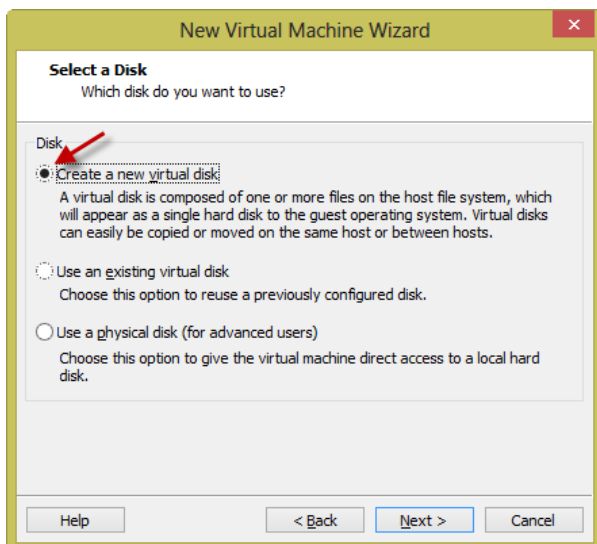 New Virtual Machine Wizard
Select a Disk
Which disk do you want to use?
Disk
Create a new virtual disk
A virtual disk is composed of one or more files on the host file system, which
will appear as a single hard disk to the guest operating system. Virtual disks
can easily be copied or moved on the same host or between hosts.
Use an existing virtual disk
Choose this option to reuse a previously configured disk.
Use a physical disk (for advanced users)
Choose this option to give the virtual machine direct access to a local hard
disk.
Help < Back Next > Cancel